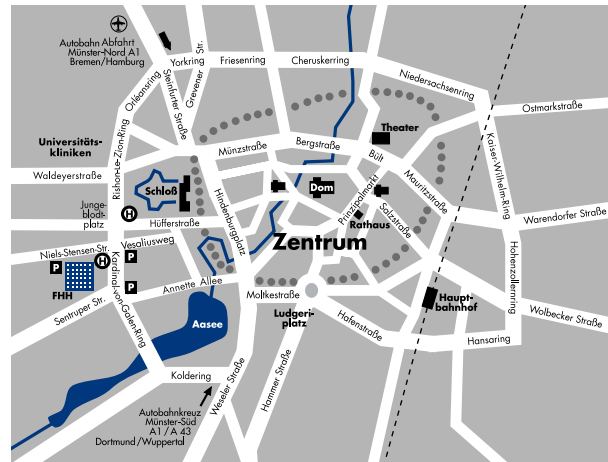 Autobahn Abfahrt
Münster-Nord A1
Bremen/Hamburg
Orléansring
Yorkring
Steinfurter Straße
Grevener Str.
Friesenring
Cheruskerring
Niedersachsenring
Ostmarkstraße
Kaiser-Wilhelm-Ring
Universitäts-
kliniken
Rishon-Le-Zion-Ring
Waldeyerstraße
Münzstraße
Bergstraße
Theater
Bült
Mauritzstraße
Schloß
Dom
Prinzipalmarkt
Salzstraße
Rathaus
Jung-
eblodt-
platz
H
Hüfferstraße
Hindenburgplatz
Zentrum
Warendorfer Straße
Hohenzollernring
Niels-Stensen-Str.
Vesaliusweg
H
P
P
P
FHH
Kardinal-von-Galen-Ring
Sentruper Str.
Annette Allee
Moltkestraße
Aasee
Ludgeri-
platz
Haupt-
bahnhof
Hafenstraße
Hansaring
Wolbecker Straße
Koldering
Weseler Straße
Hammer Straße
Autobahnkreuz
Münster-Süd
A1 / A 43
Dortmund/Wuppertal